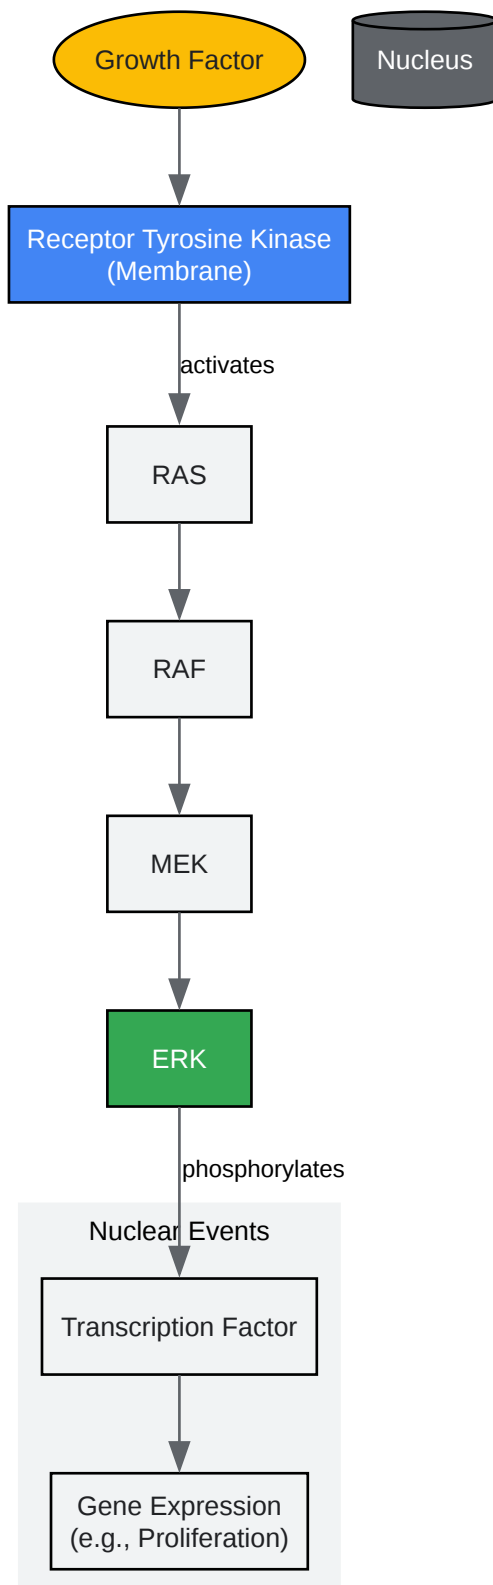 Growth Factor
Nucleus
Receptor Tyrosine Kinase
(Membrane)
activates
RAS
RAF
MEK
ERK
phosphorylates
Nuclear Events
Transcription Factor
Gene Expression
(e.g., Proliferation)